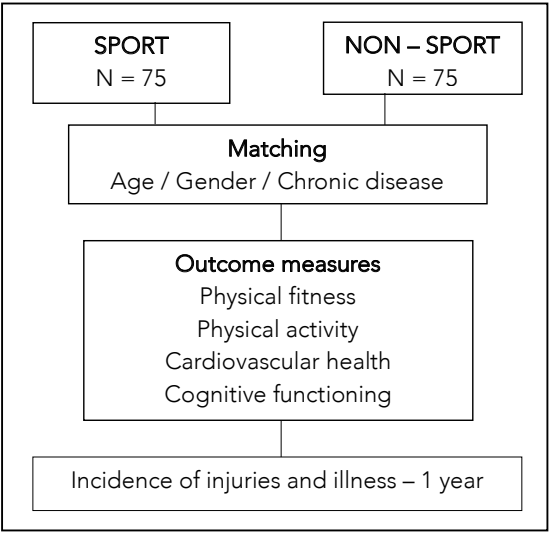 SPORT
N = 75
NON – SPORT
N = 75
Matching
Age / Gender / Chronic disease
Outcome measures
Physical fitness
Physical activity
Cardiovascular health
Cognitive functioning
Incidence of injuries and illness – 1 year